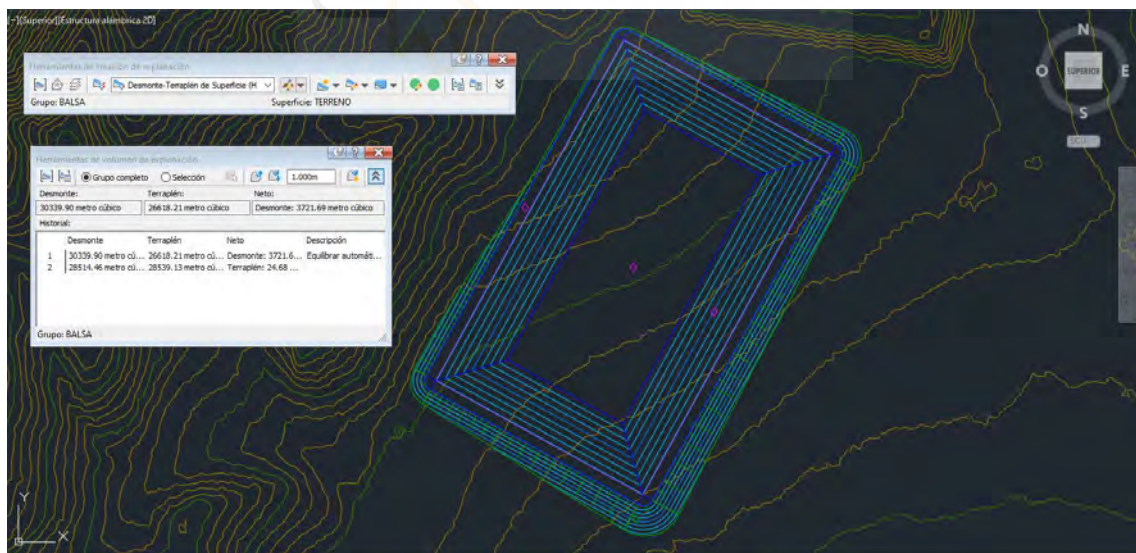 [−][Superior][Estructura alámbrica 2D]
Herramientas de creación de explanación
Desmonte-Terraplén de Superficie (H
Grupo: BALSA
Superficie: TERRENO
Herramientas de volumen de explanación
Grupo completo
Selección
1.000m
Desmonte:
Terraplén:
Neto:
30339.90 metro cúbico
26618.21 metro cúbico
Desmonte: 3721.69 metro cúbico
Historial:
Desmonte
Terraplén
Neto
Descripción
1 30339.90 metro cú... 26618.21 metro cú... Desmonte: 3721.6... Equilibrar automáti...
2 28514.46 metro cú... 28539.13 metro cú... Terraplén: 24.68 ...
Grupo: BALSA
N
O
SUPERIOR
E
S
Y
X